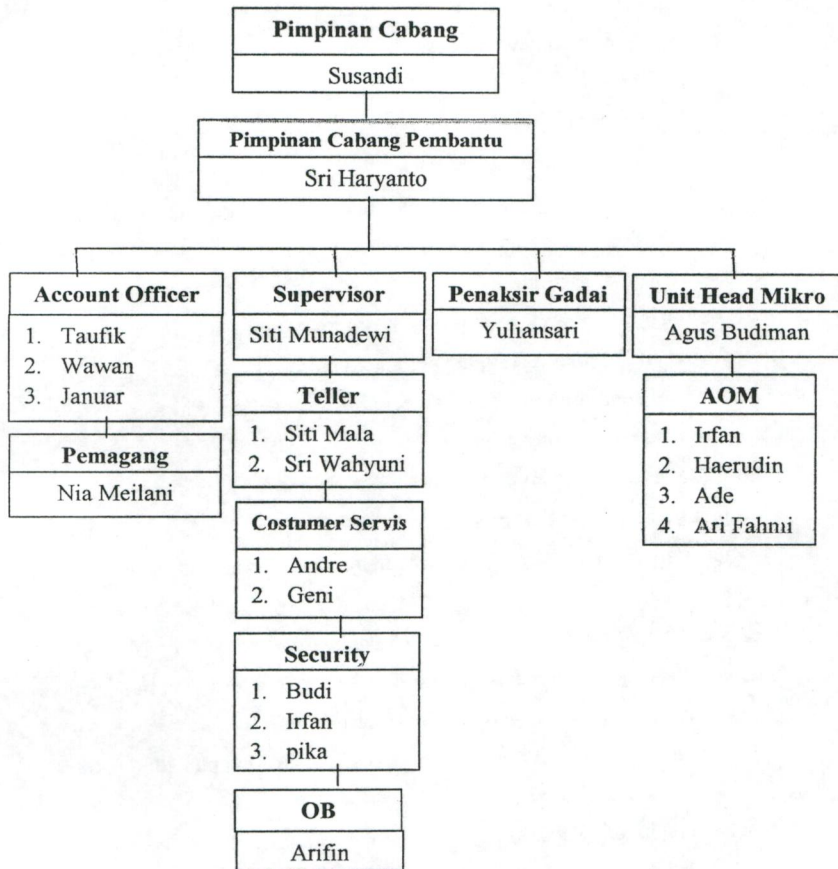 Pimpinan Cabang
Susandi
Pimpinan Cabang Pembantu
Sri Haryanto
Account Officer
1. Taufik
2. Wawan
3. Januar
Pemagang
Nia Meilani
Supervisor
Siti Munadewi
Teller
1. Siti Mala
2. Sri Wahyuni
Costumer Servis
1. Andre
2. Geni
Security
1. Budi
2. Irfan
3. pika
OB
Arifin
Penaksir Gadai
Yuliansari
Unit Head Mikro
Agus Budiman
AOM
1. Irfan
2. Haerudin
3. Ade
4. Ari Fahmi